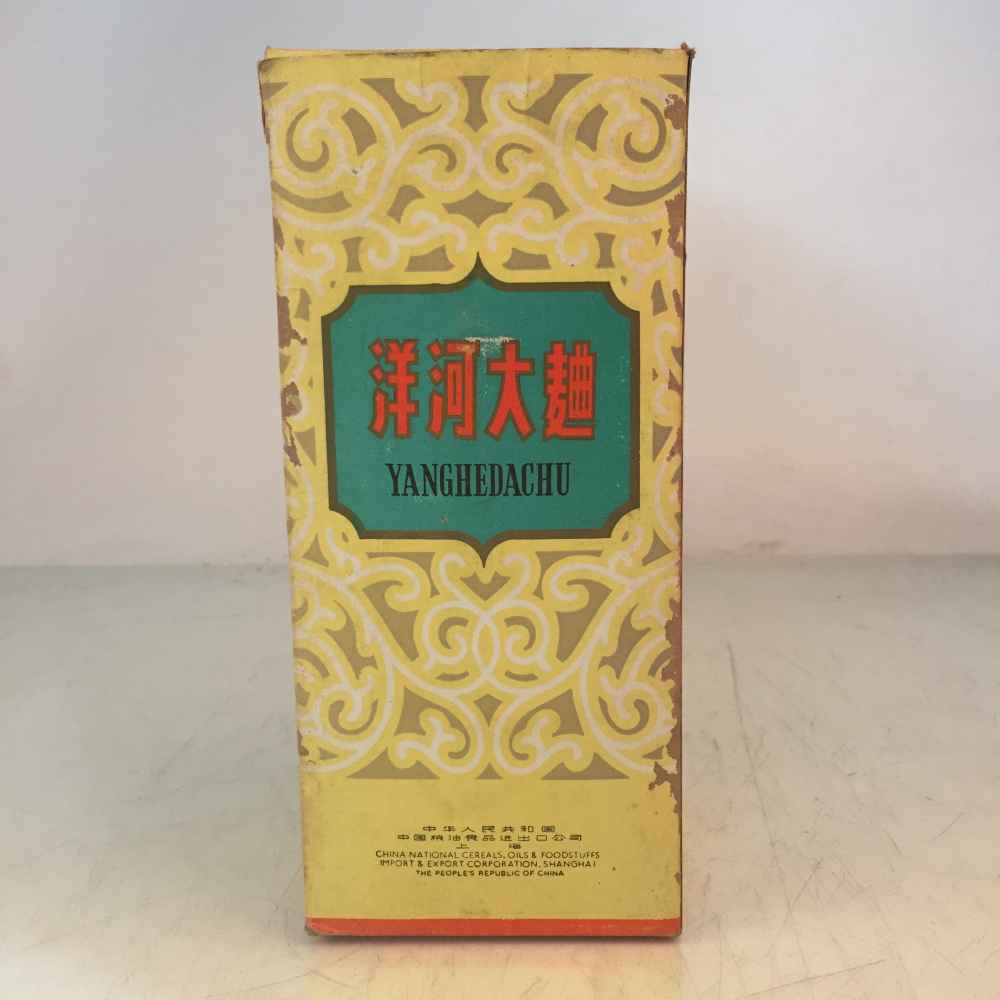 洋河大麯
YANGHEDACHU
中华人民共和国
中国粮油食品进出口公司
上海
CHINA NATIONAL CEREALS, OILS & FOODSTUFFS
IMPORT & EXPORT CORPORATION, SHANGHAI
THE PEOPLE'S REPUBLIC OF CHINA